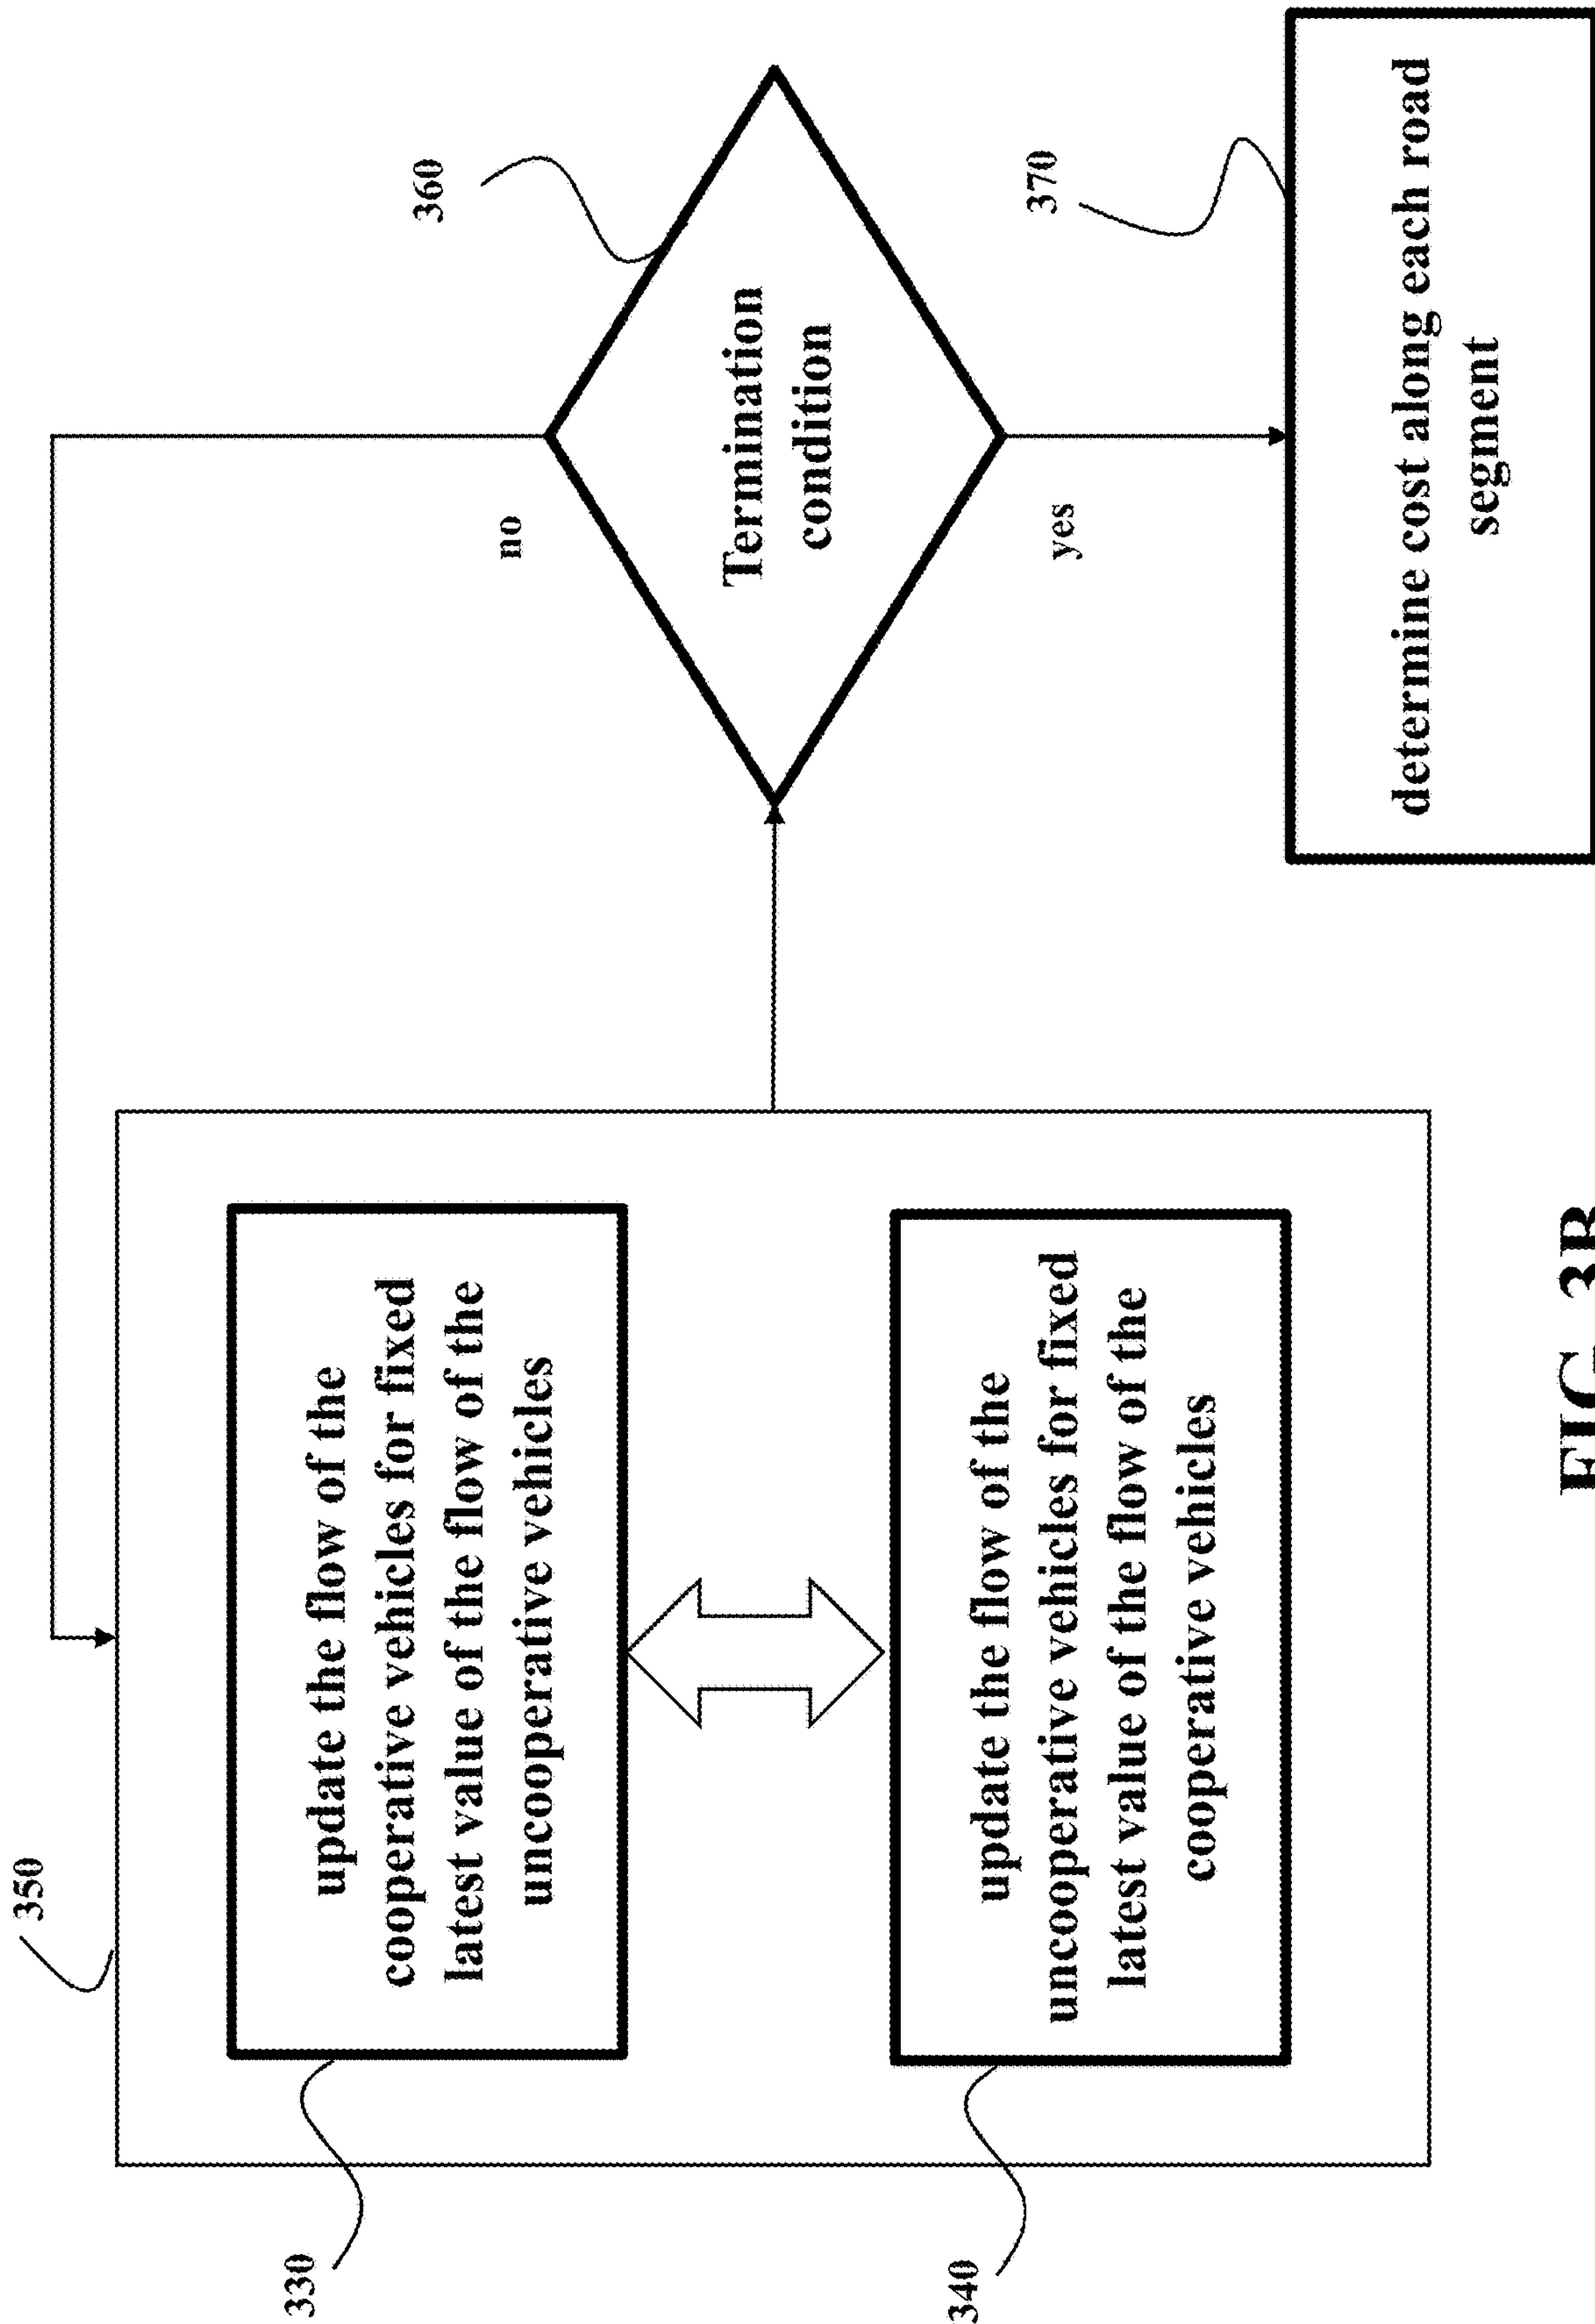 350
330
update the flow of the
cooperative vehicles for fixed
latest value of the flow of the
uncooperative vehicles
340
update the flow of the
uncooperative vehicles for fixed
latest value of the flow of the
cooperative vehicles
no
360
Termination
condition
yes
370
determine cost along each road
segment
FIG. 3B